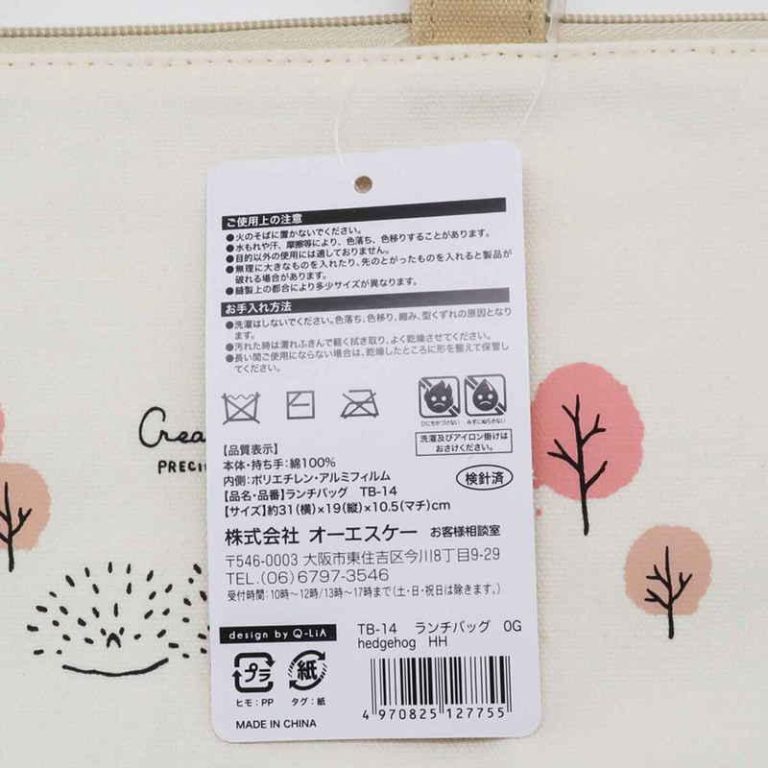 ご使用上の注意
●火のそばに置かないでください。
●水もれや汗、摩擦等により、色落ち、色移りすることがあります。
●目的以外の使用には適しておりません。
●無理に大きなものを入れたり、先のとがったものを入れると製品が
破れる場合があります。
●縫製上の都合により多少サイズが異なります。
お手入れ方法
●洗濯はしないでください。色落ち、色移り、縮み、型くずれの原因となり
ます。
●汚れた時は濡れふきんで軽く拭き取り、よく乾燥させてください。
●長い間ご使用にならない場合は、乾燥したところに形を整えて保管し
てください。
ひにちかづけない みずにぬらさない
洗濯及びアイロン掛けは
おさけください。
【品質表示】
本体・持ち手：綿100%
内側：ポリエチレン・アルミフィルム
【品名・品番】ランチバッグ TB-14
【サイズ】約31(横)×19(縦)×10.5(マチ)cm
検針済
株式会社 オーエスケー お客様相談室
〒546-0003 大阪市東住吉区今川8丁目9-29
TEL.(06)6797-3546
受付時間：10時〜12時/13時〜17時まで(土・日・祝日は除きます。)
design by Q-LiA
TB-14 ランチバッグ OG
hedgehog HH
プラ 紙
ヒモ：PP タグ：紙
MADE IN CHINA
4 970825 127755